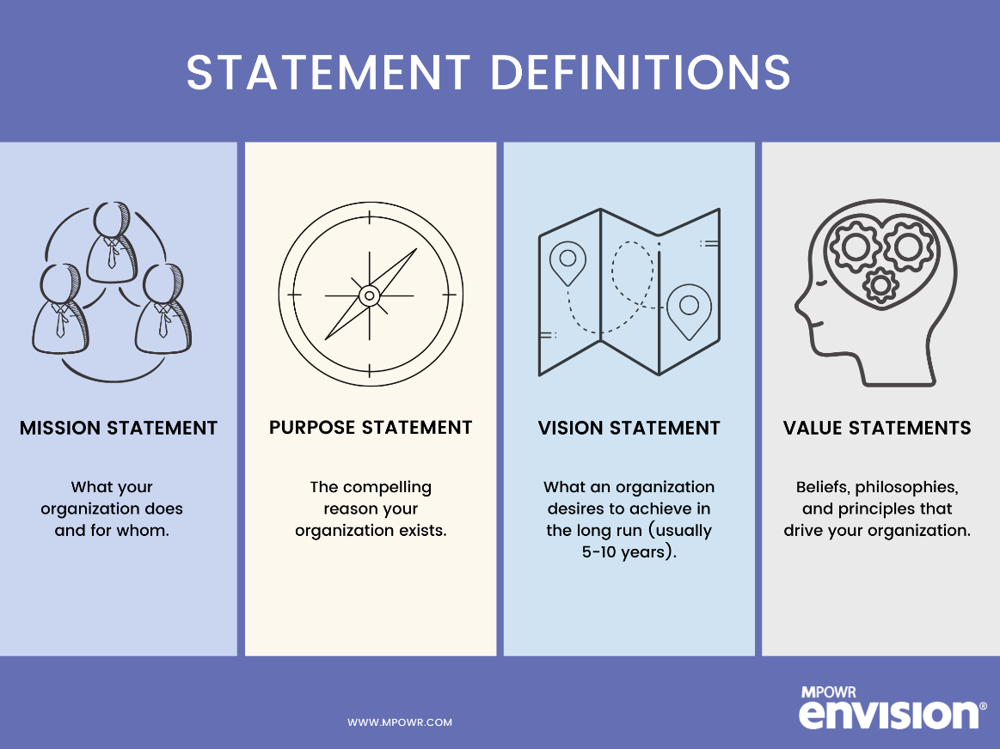 STATEMENT DEFINITIONS
MISSION STATEMENT
What your
organization does
and for whom.
PURPOSE STATEMENT
The compelling
reason your
organization exists.
VISION STATEMENT
What an organization
desires to achieve in
the long run (usually
5-10 years).
VALUE STATEMENTS
Beliefs, philosophies,
and principles that
drive your organization.
WWW.MPOWR.COM
MPOWR
envision®